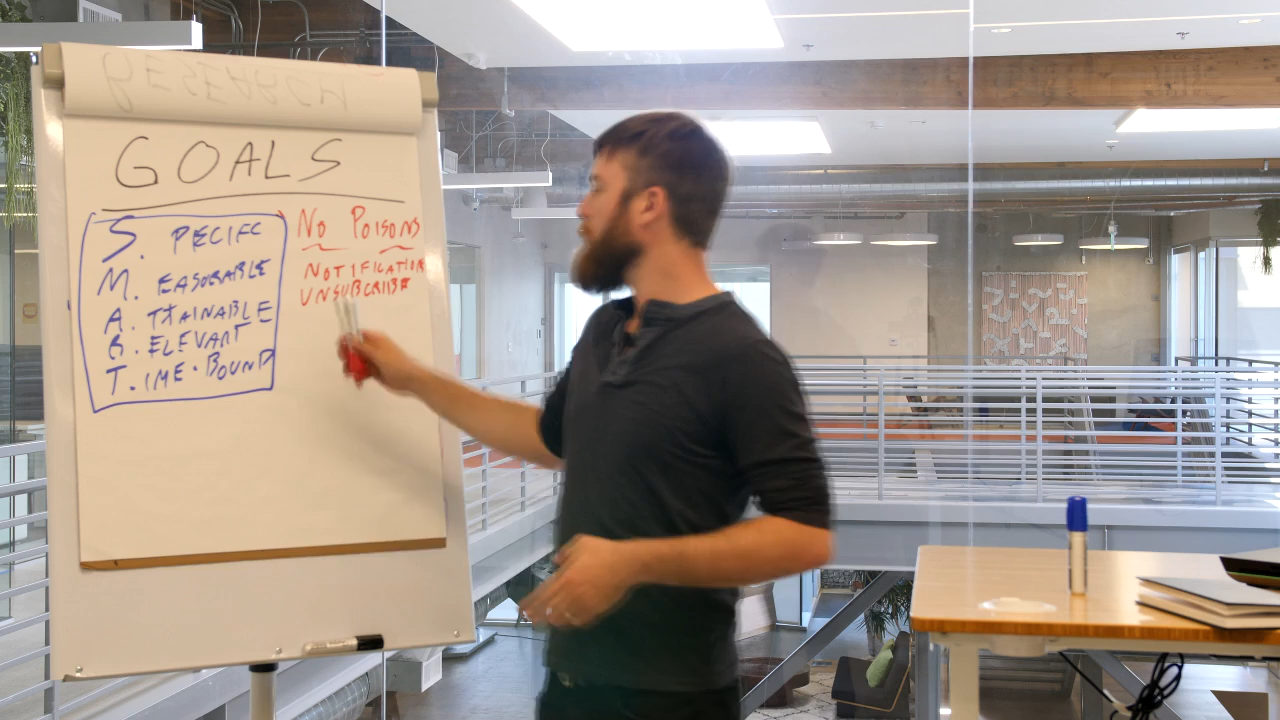 RESEARCH
GOALS
S. PECIFC
M. EASURABLE
A. TTAINABLE
R. ELEVANT
T. IME-BOUND
NO POISONS
NOTIFICATION
UNSUBSCRIBE